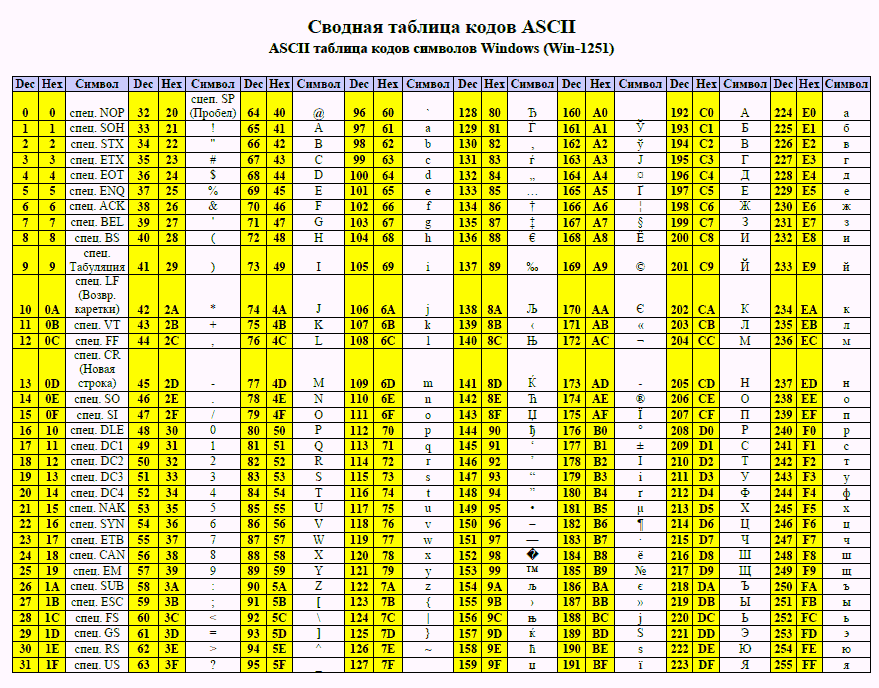 Сводная таблица кодов ASCII
ASCII таблица кодов символов Windows (Win-1251)
Dec Hex Символ Dec Hex Символ Dec Hex Символ Dec Hex Символ Dec Hex Символ Dec Hex Символ Dec Hex Символ Dec Hex Символ
сцеп. SP
(Пробел)
0 0 спец. NOP 32 20 64 40 @ 96 60 ` 128 80 Ђ 160 A0 192 C0 А 224 E0 а
1 1 спец. SOH 33 21 ! 65 41 A 97 61 a 129 81 Ѓ 161 A1 Ў 193 C1 Б 225 E1 б
2 2 спец. STX 34 22 " 66 42 B 98 62 b 130 82 ‚ 162 A2 ў 194 C2 В 226 E2 в
3 3 спец. ETX 35 23 # 67 43 C 99 63 c 131 83 ѓ 163 A3 Ј 195 C3 Г 227 E3 г
4 4 спец. EOT 36 24 $ 68 44 D 100 64 d 132 84 „ 164 A4 ¤ 196 C4 Д 228 E4 д
5 5 спец. ENQ 37 25 % 69 45 E 101 65 e 133 85 … 165 A5 Ґ 197 C5 Е 229 E5 е
6 6 спец. ACK 38 26 & 70 46 F 102 66 f 134 86 † 166 A6 ¦ 198 C6 Ж 230 E6 ж
7 7 спец. BEL 39 27 ' 71 47 G 103 67 g 135 87 ‡ 167 A7 § 199 C7 З 231 E7 з
8 8 спец. BS 40 28 ( 72 48 H 104 68 h 136 88 € 168 A8 Ё 200 C8 И 232 E8 и
спец.
9 9 Табуляция 41 29 ) 73 49 I 105 69 i 137 89 ‰ 169 A9 © 201 C9 Й 233 E9 й
спец. LF
(Возвр.
10 0A каретки) 42 2A * 74 4A J 106 6A j 138 8A Љ 170 AA Є 202 CA К 234 EA к
11 0B спец. VT 43 2B + 75 4B K 107 6B k 139 8B ‹ 171 AB « 203 CB Л 235 EB л
12 0C спец. FF 44 2C , 76 4C L 108 6C l 140 8C Њ 172 AC ¬ 204 CC М 236 EC м
спец. CR
(Новая
13 0D строка) 45 2D - 77 4D M 109 6D m 141 8D Ќ 173 AD - 205 CD Н 237 ED н
14 0E спец. SO 46 2E . 78 4E N 110 6E n 142 8E Ћ 174 AE ® 206 CE О 238 EE о
15 0F спец. SI 47 2F / 79 4F O 111 6F o 143 8F Џ 175 AF Ї 207 CF П 239 EF п
16 10 спец. DLE 48 30 0 80 50 P 112 70 p 144 90 ђ 176 B0 ° 208 D0 Р 240 F0 р
17 11 спец. DC1 49 31 1 81 51 Q 113 71 q 145 91 ‘ 177 B1 ± 209 D1 С 241 F1 с
18 12 спец. DC2 50 32 2 82 52 R 114 72 r 146 92 ’ 178 B2 І 210 D2 Т 242 F2 т
19 13 спец. DC3 51 33 3 83 53 S 115 73 s 147 93 “ 179 B3 і 211 D3 У 243 F3 у
20 14 спец. DC4 52 34 4 84 54 T 116 74 t 148 94 ” 180 B4 ґ 212 D4 Ф 244 F4 ф
21 15 спец. NAK 53 35 5 85 55 U 117 75 u 149 95 • 181 B5 µ 213 D5 Х 245 F5 х
22 16 спец. SYN 54 36 6 86 56 V 118 76 v 150 96 – 182 B6 ¶ 214 D6 Ц 246 F6 ц
23 17 спец. ETB 55 37 7 87 57 W 119 77 w 151 97 — 183 B7 · 215 D7 Ч 247 F7 ч
24 18 спец. CAN 56 38 8 88 58 X 120 78 x 152 98 � 184 B8 ё 216 D8 Ш 248 F8 ш
25 19 спец. EM 57 39 9 89 59 Y 121 79 y 153 99 ™ 185 B9 № 217 D9 Щ 249 F9 щ
26 1A спец. SUB 58 3A : 90 5A Z 122 7A z 154 9A љ 186 BA є 218 DA Ъ 250 FA ъ
27 1B спец. ESC 59 3B ; 91 5B [ 123 7B { 155 9B › 187 BB » 219 DB Ы 251 FB ы
28 1C спец. FS 60 3C < 92 5C \ 124 7C | 156 9C њ 188 BC ј 220 DC Ь 252 FC ь
29 1D спец. GS 61 3D = 93 5D ] 125 7D } 157 9D ќ 189 BD Ѕ 221 DD Э 253 FD э
30 1E спец. RS 62 3E > 94 5E ^ 126 7E ~ 158 9E ћ 190 BE ѕ 222 DE Ю 254 FE ю
31 1F спец. US 63 3F ? 95 5F _ 127 7F 159 9F џ 191 BF ї 223 DF Я 255 FF я